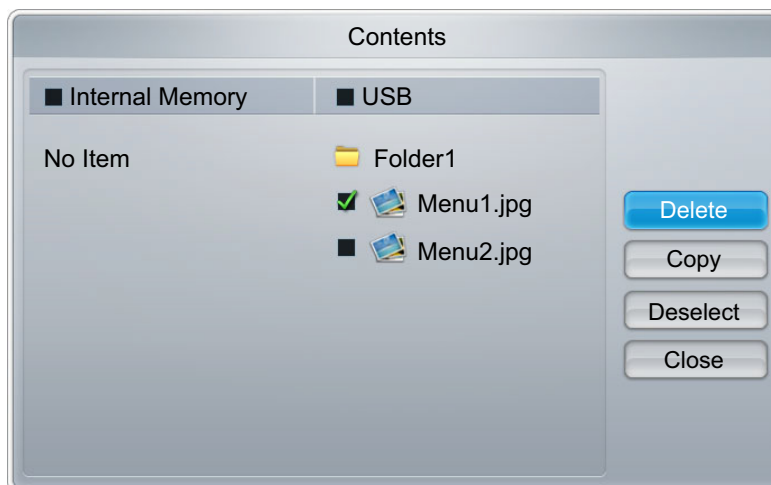 Contents
Internal Memory
USB
No Item
Folder1
Menu1.jpg
Menu2.jpg
Delete
Copy
Deselect
Close